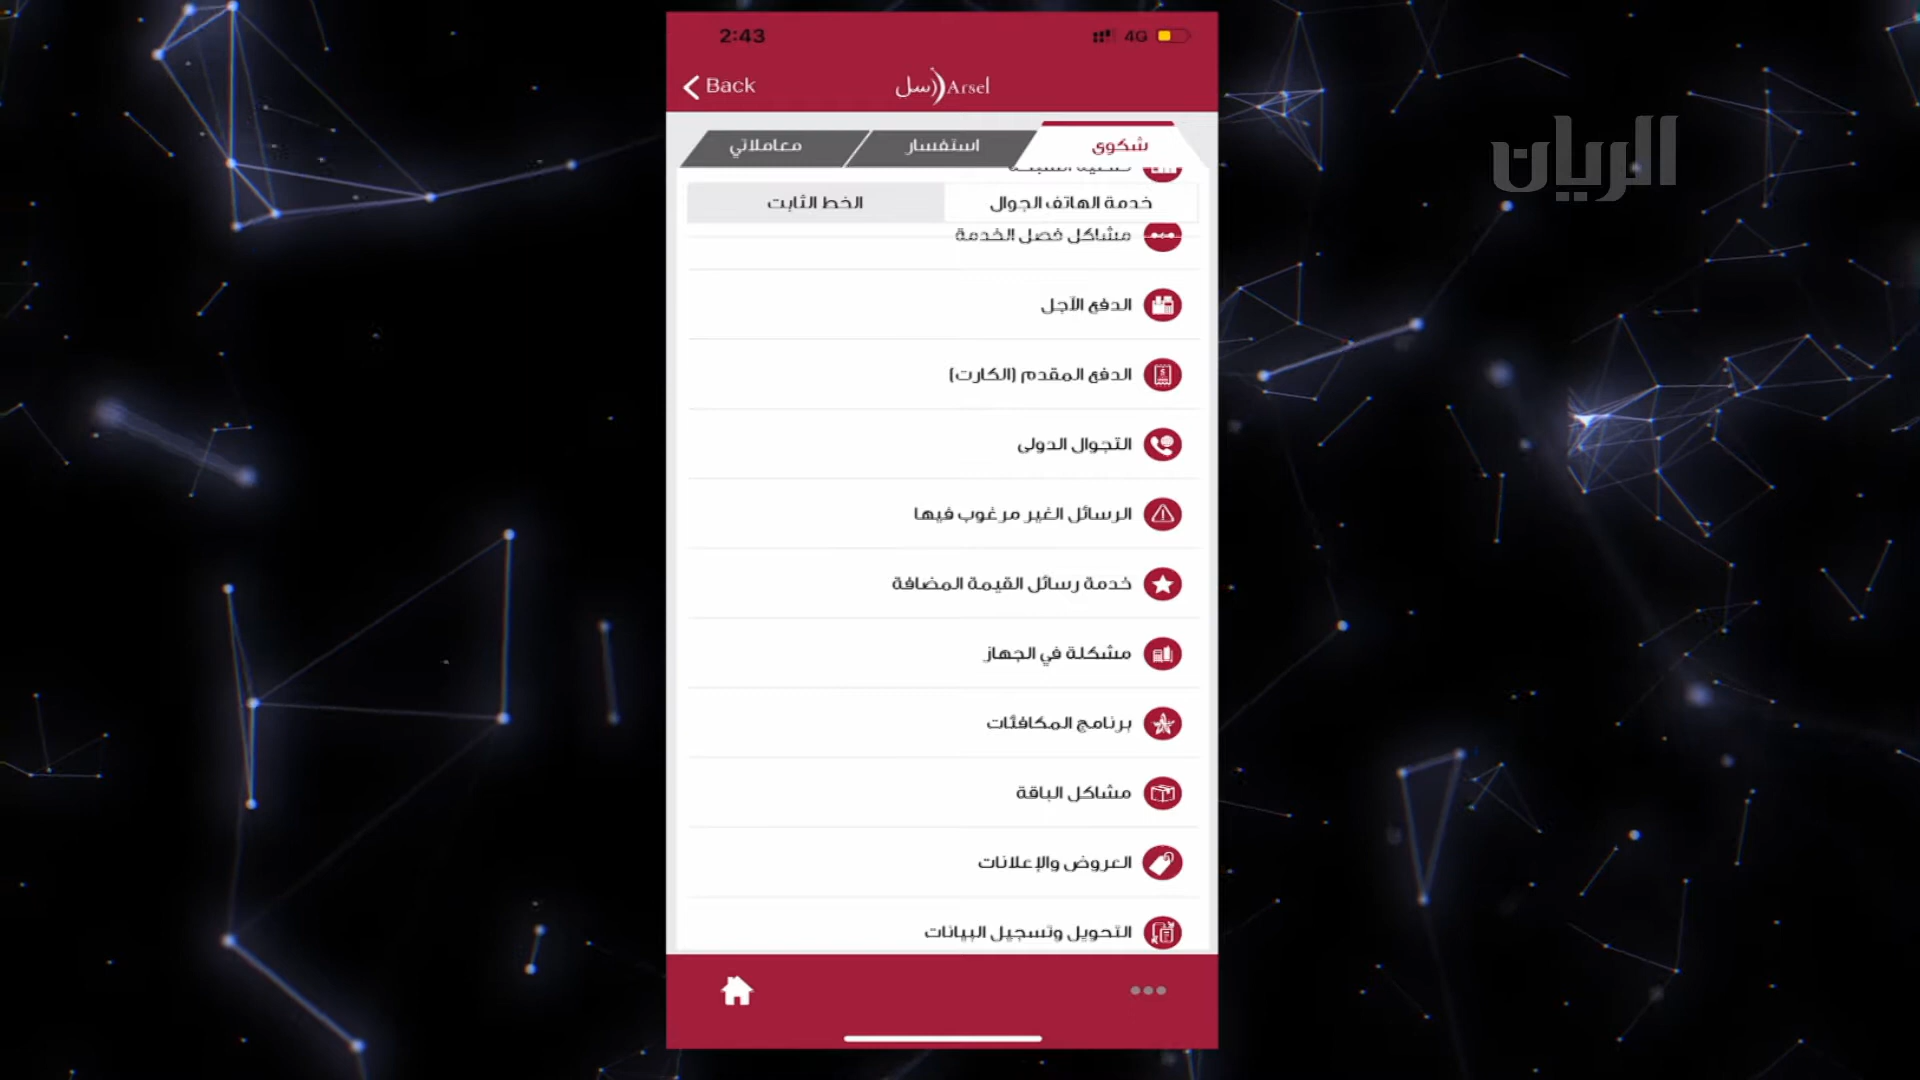 2:43
4G
Back
أرسل Arsel
الريان
شكوى
استفسار
معاملاتي
خدمة الهاتف الجوال
الخط الثابت
مشاكل فصل الخدمة
الدفع الآجل
الدفع المقدم (الكارت)
التجوال الدولى
الرسائل الغير مرغوب فيها
خدمة رسائل القيمة المضافة
مشكلة في الجهاز
برنامج المكافئات
مشاكل الباقة
العروض والإعلانات
التحويل وتسجيل البيانات